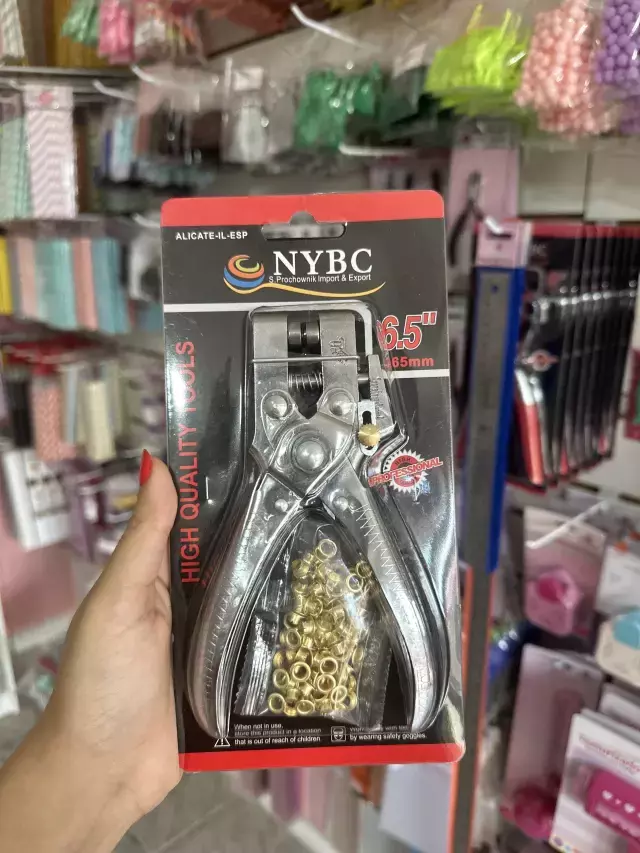 ALICATE-IL-ESP
NYBC
S. Prochownik Import & Export
6.5"
165mm
HIGH QUALITY TOOLS
PROFESSIONAL
When not in use,
store this product in a location
that is out of reach of children.
by wearing safety goggles.